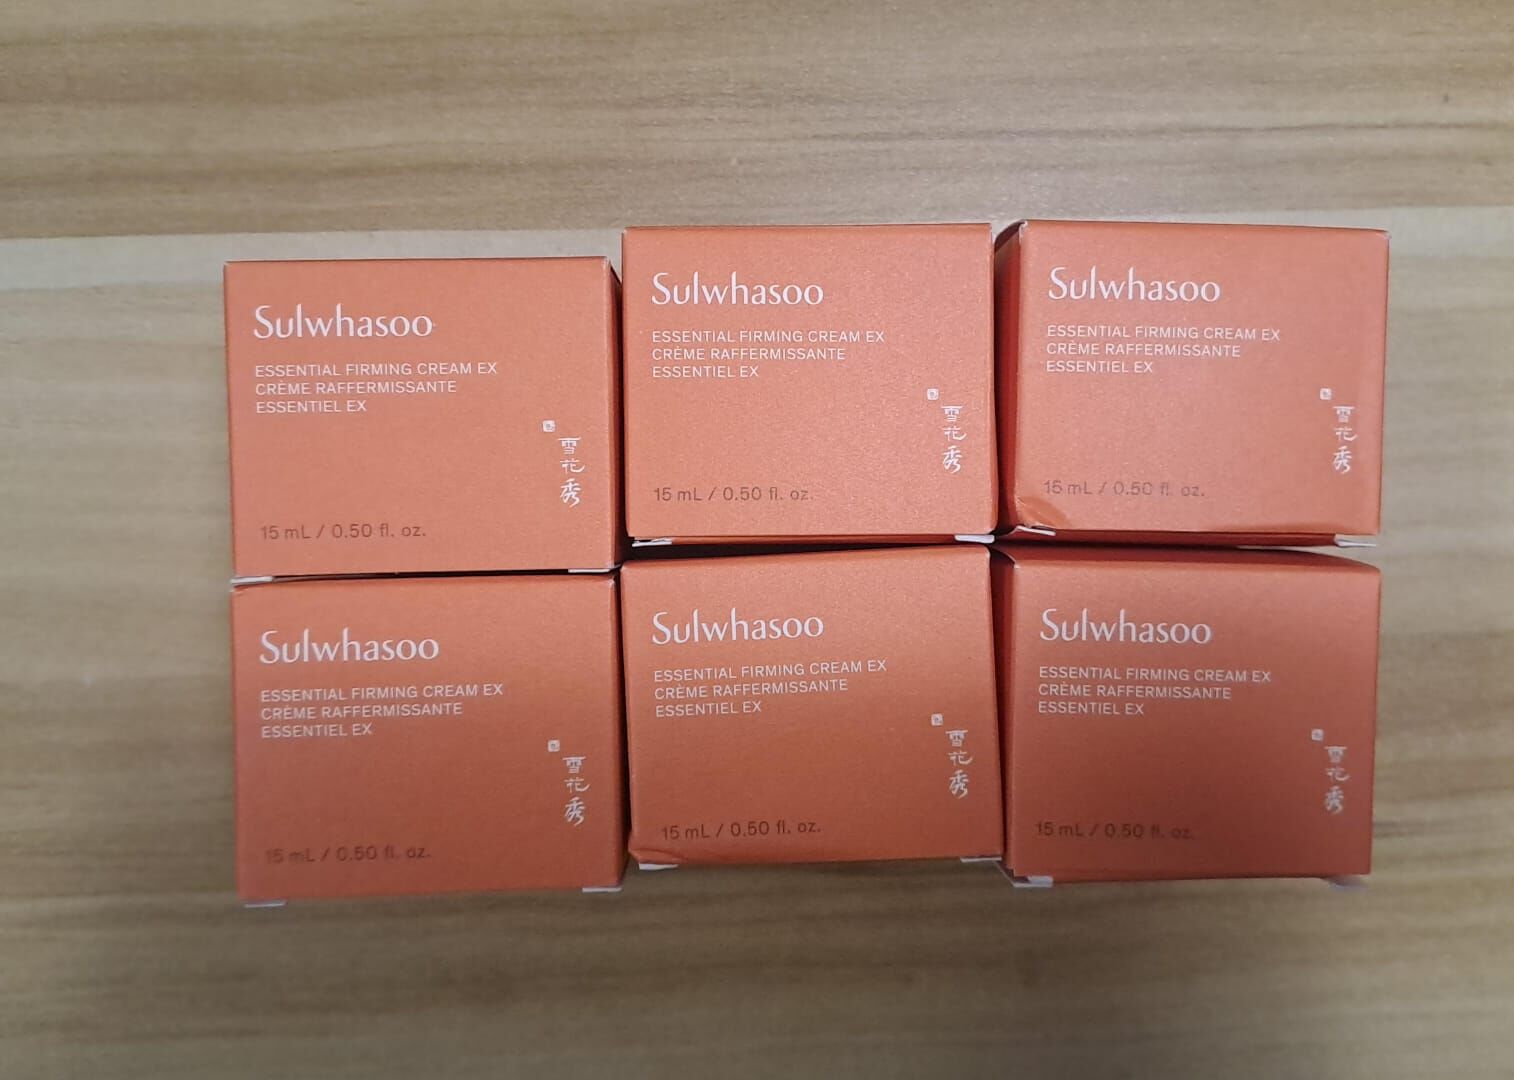 Sulwhasoo
ESSENTIAL FIRMING CREAM EX
CRÈME RAFFERMISSANTE
ESSENTIEL EX
雪花秀
15 mL / 0.50 fl. oz.
Sulwhasoo
ESSENTIAL FIRMING CREAM EX
CRÈME RAFFERMISSANTE
ESSENTIEL EX
雪花秀
15 mL / 0.50 fl. oz.
Sulwhasoo
ESSENTIAL FIRMING CREAM EX
CRÈME RAFFERMISSANTE
ESSENTIEL EX
雪花秀
15 mL / 0.50 fl. oz.
Sulwhasoo
ESSENTIAL FIRMING CREAM EX
CRÈME RAFFERMISSANTE
ESSENTIEL EX
雪花秀
15 mL / 0.50 fl. oz.
Sulwhasoo
ESSENTIAL FIRMING CREAM EX
CRÈME RAFFERMISSANTE
ESSENTIEL EX
雪花秀
15 mL / 0.50 fl. oz.
Sulwhasoo
ESSENTIAL FIRMING CREAM EX
CRÈME RAFFERMISSANTE
ESSENTIEL EX
雪花秀
15 mL / 0.50 fl. oz.